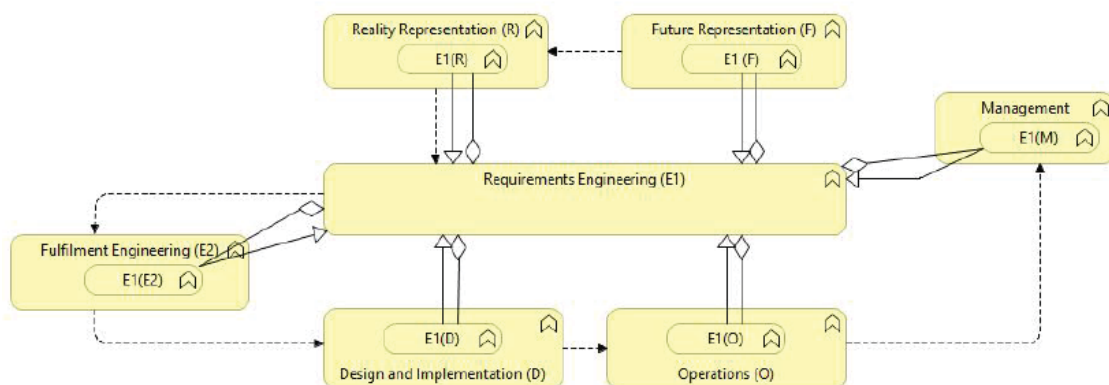 Reality Representation (R)
Future Representation (F)
E1(R)
E1 (F)
Management
E1(M)
Requirements Engineering (E1)
Fulfilment Engineering (E2)
E1(E2)
E1(D)
E1(O)
Design and Implementation (D)
Operations (O)